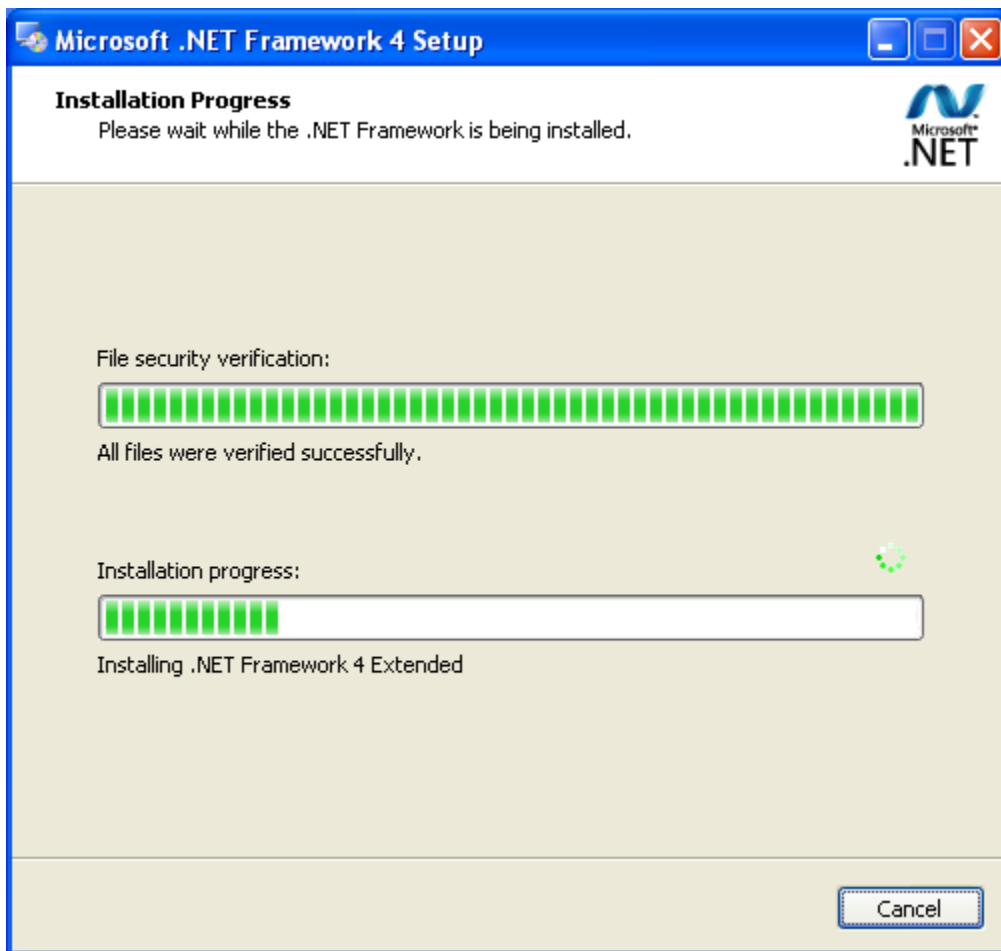 Microsoft .NET Framework 4 Setup
Installation Progress
Please wait while the .NET Framework is being installed.
Microsoft®
.NET
File security verification:
All files were verified successfully.
Installation progress:
Installing .NET Framework 4 Extended
Cancel